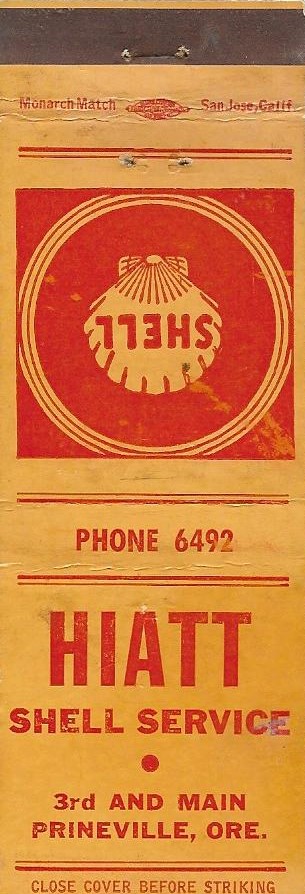 Monarch Match San Jose, Calif.
SHELL
PHONE 6492
HIATT
SHELL SERVICE
3rd AND MAIN
PRINEVILLE, ORE.
CLOSE COVER BEFORE STRIKING